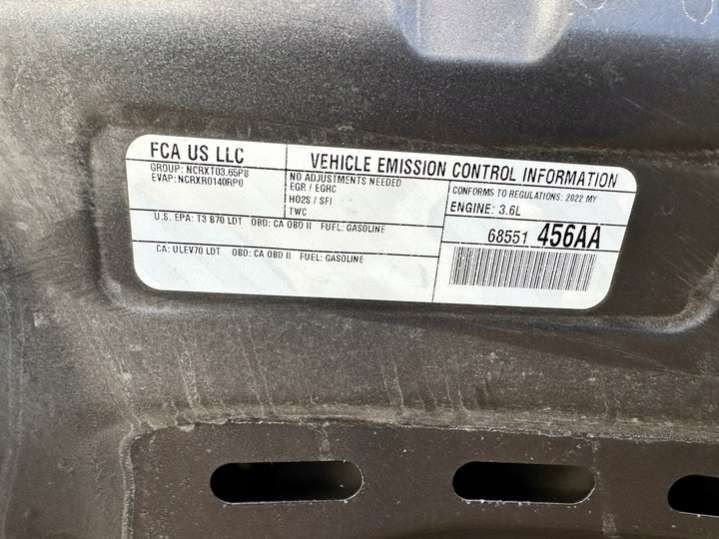 FCA US LLC
GROUP: NCRXT03.65P8
EVAP: NCRXR0140RP0
VEHICLE EMISSION CONTROL INFORMATION
NO ADJUSTMENTS NEEDED
EGR / EGRC
HO2S / SFI
TWC
CONFORMS TO REGULATIONS: 2022 MY
ENGINE: 3.6L
U.S. EPA: T3 B70 LDT OBD: CA OBD II FUEL: GASOLINE
CA: ULEV70 LDT OBD: CA OBD II FUEL: GASOLINE
68551 456AA